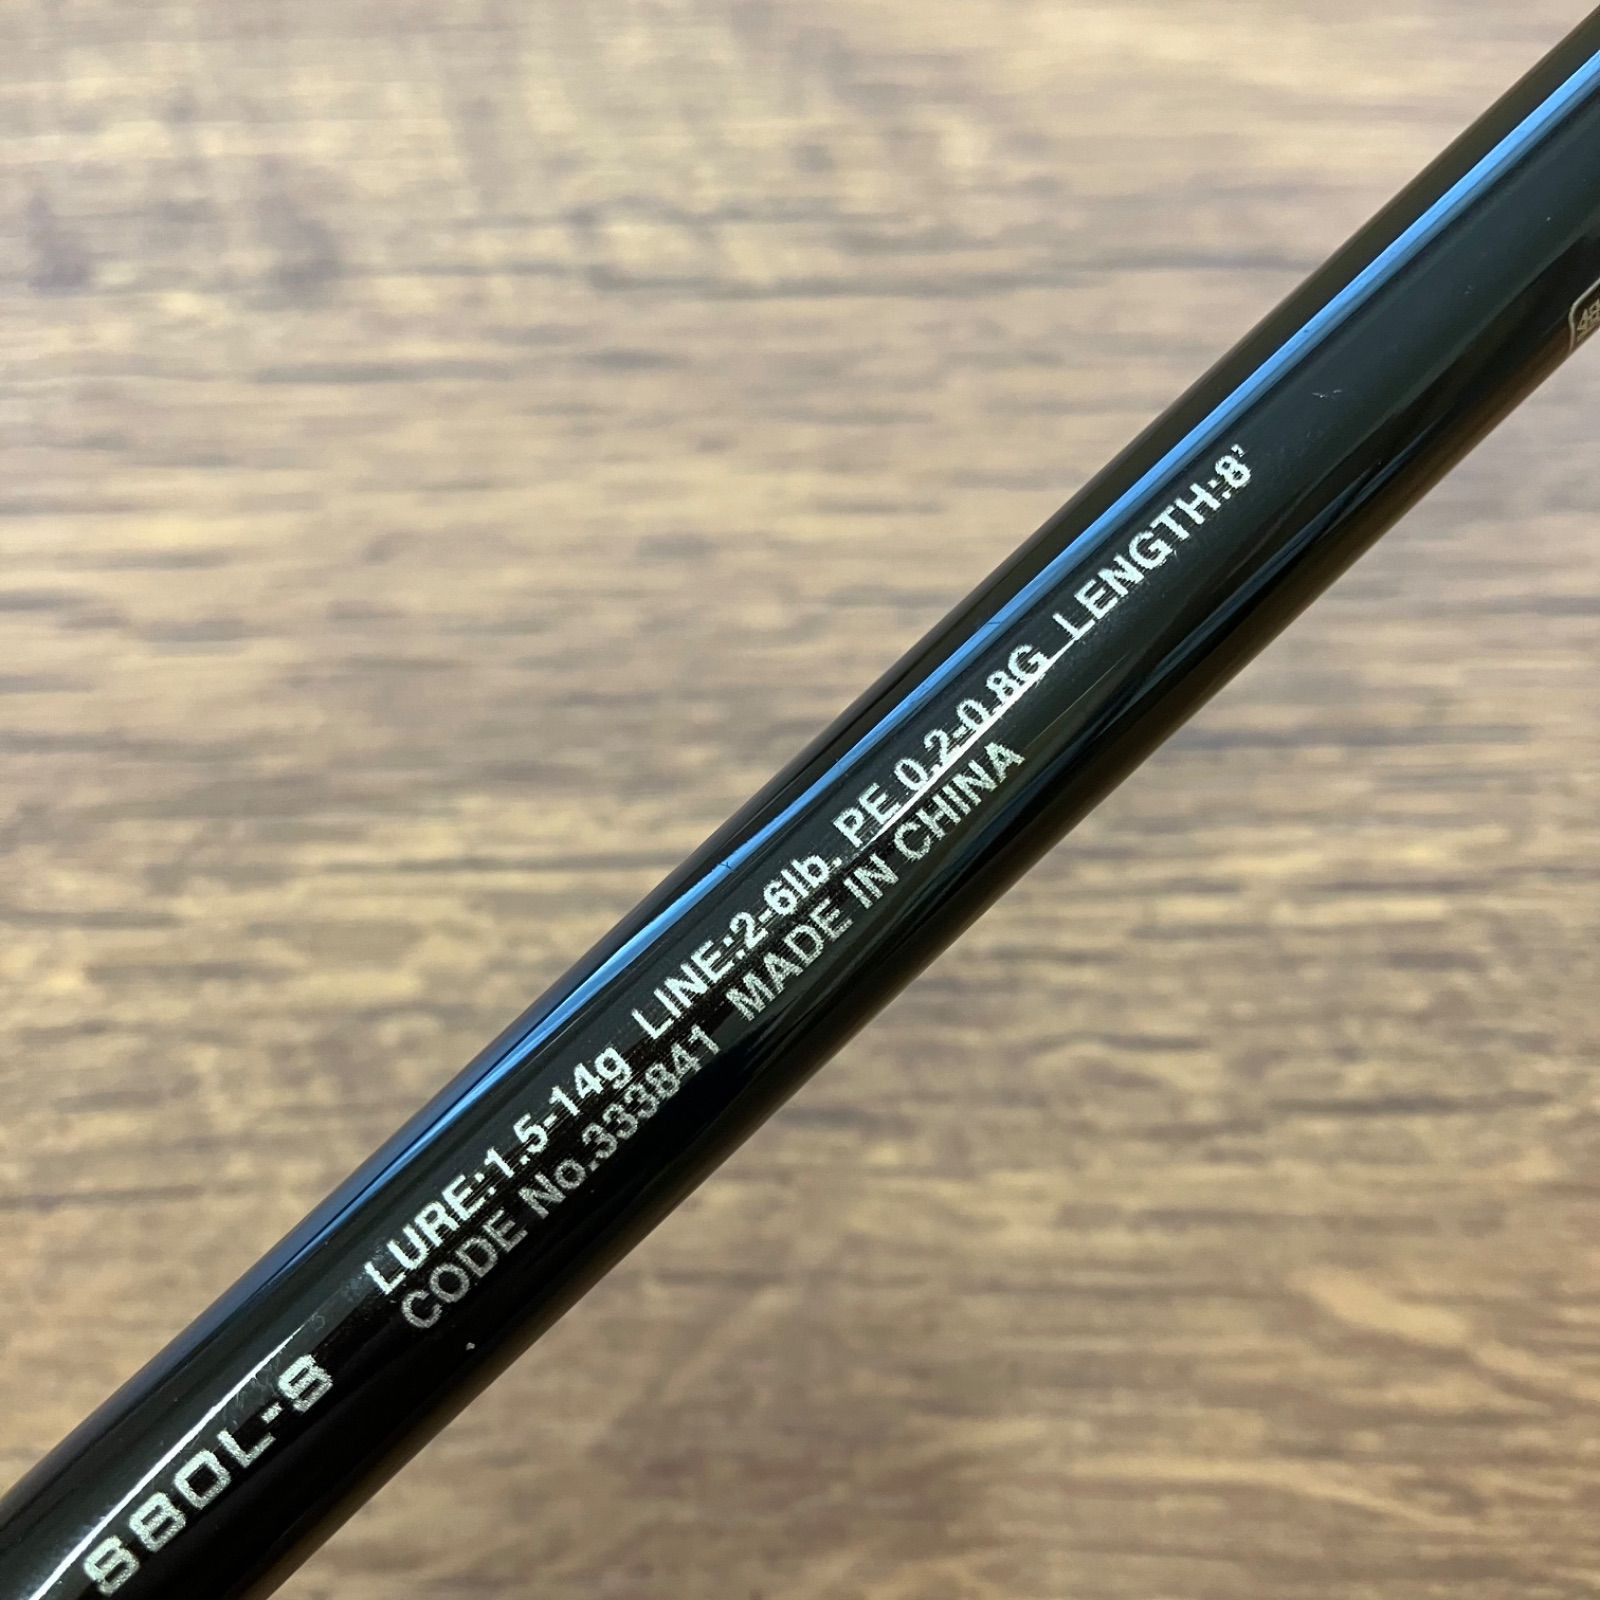 S80L-S
LURE:1.5-14g LINE:2-6lb. PE 0.2-0.8G LENGTH:8'
CODE No.333841 MADE IN CHINA